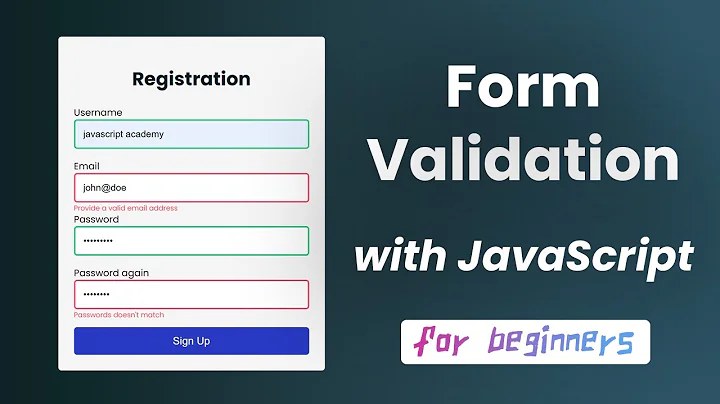 Registration
Username
javascript academy
Email
john@doe
Provide a valid email address
Password
•••••••••
Password again
••••••••
Passwords doesn't match
Sign Up
Form
Validation
with JavaScript
for beginners